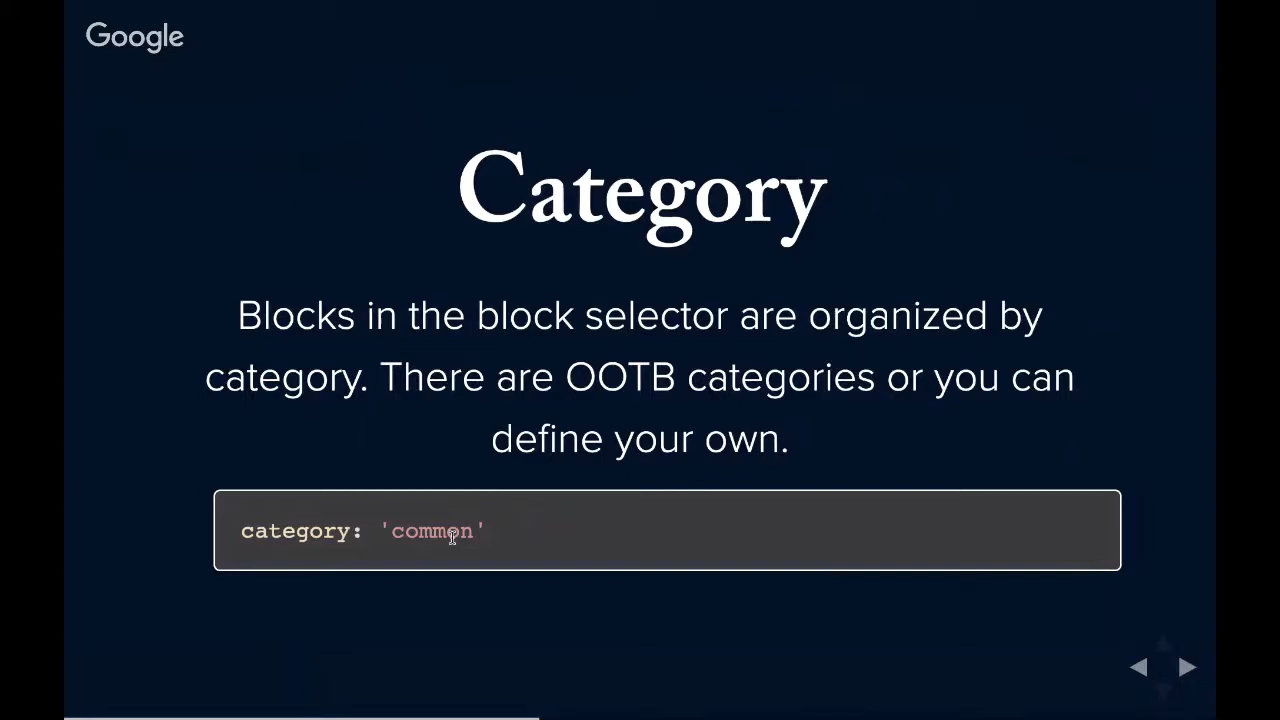 Google
Category
Blocks in the block selector are organized by
category. There are OOTB categories or you can
define your own.
category: 'common'